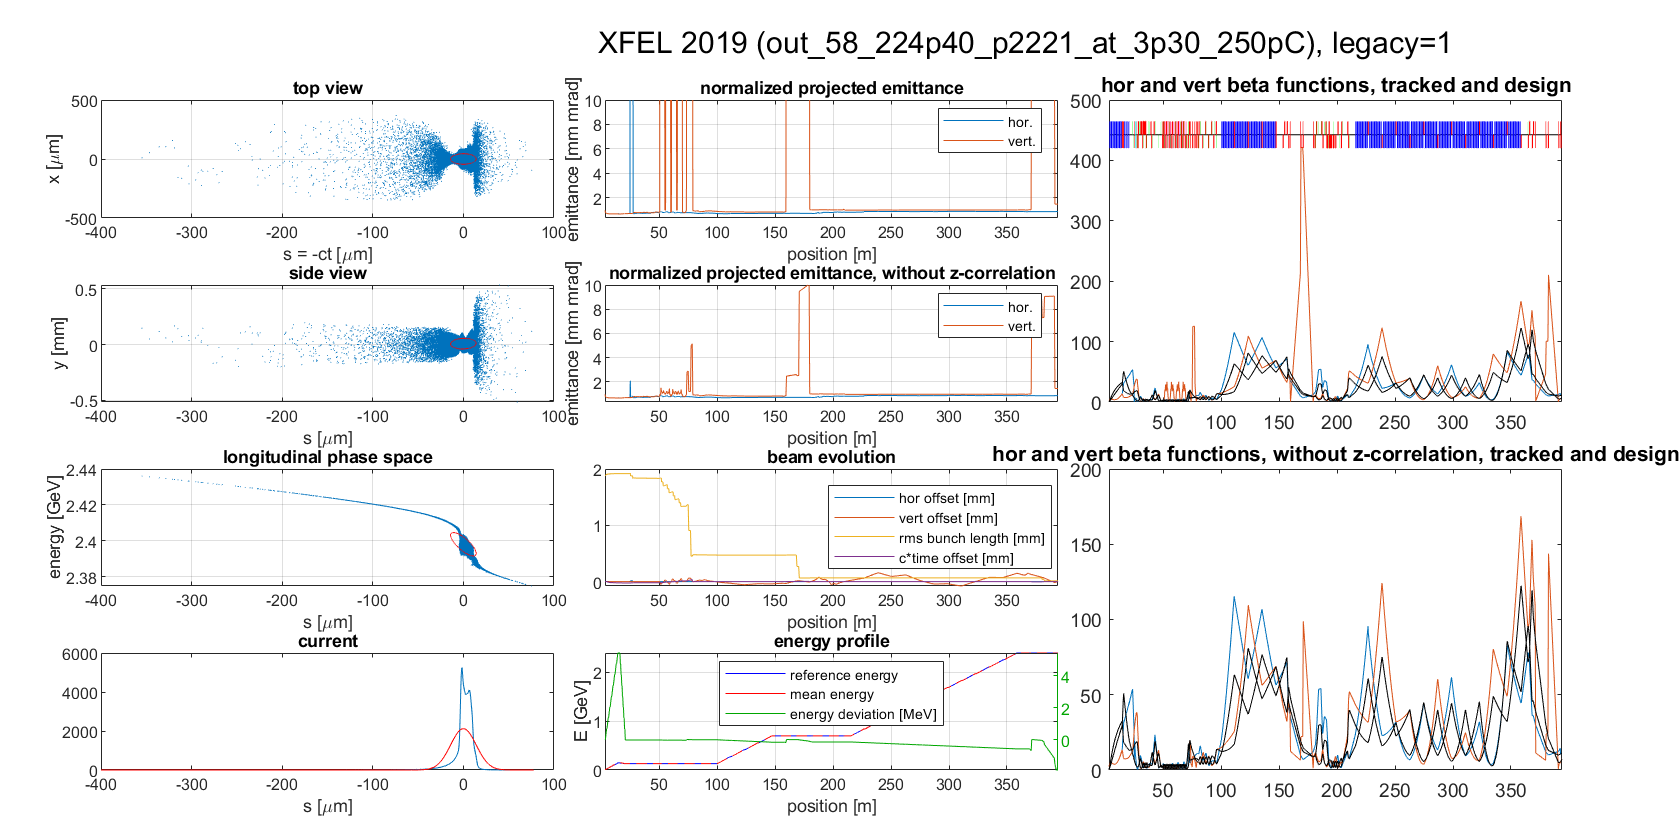 XFEL 2019 (out_58_224p40_p2221_at_3p30_250pC), legacy=1
top view
500
0
-500
x [μm]
-400 -300 -200 -100 0 100
s = -ct [μm]
side view
0.5
0
-0.5
y [mm]
-400 -300 -200 -100 0 100
s [μm]
longitudinal phase space
2.44
2.42
2.4
2.38
energy [GeV]
-400 -300 -200 -100 0 100
s [μm]
current
6000
4000
2000
0
-400 -300 -200 -100 0 100
s [μm]
normalized projected emittance
10
8
6
4
2
emittance [mm mrad]
hor.
vert.
50 100 150 200 250 300 350
position [m]
normalized projected emittance, without z-correlation
10
8
6
4
2
emittance [mm mrad]
hor.
vert.
50 100 150 200 250 300 350
position [m]
beam evolution
2
1
0
hor offset [mm]
vert offset [mm]
rms bunch length [mm]
c*time offset [mm]
50 100 150 200 250 300 350
position [m]
energy profile
2
1
0
E [GeV]
reference energy
mean energy
energy deviation [MeV]
4
2
0
50 100 150 200 250 300 350
position [m]
hor and vert beta functions, tracked and design
500
400
300
200
100
0
50 100 150 200 250 300 350
hor and vert beta functions, without z-correlation, tracked and design
200
150
100
50
0
50 100 150 200 250 300 350